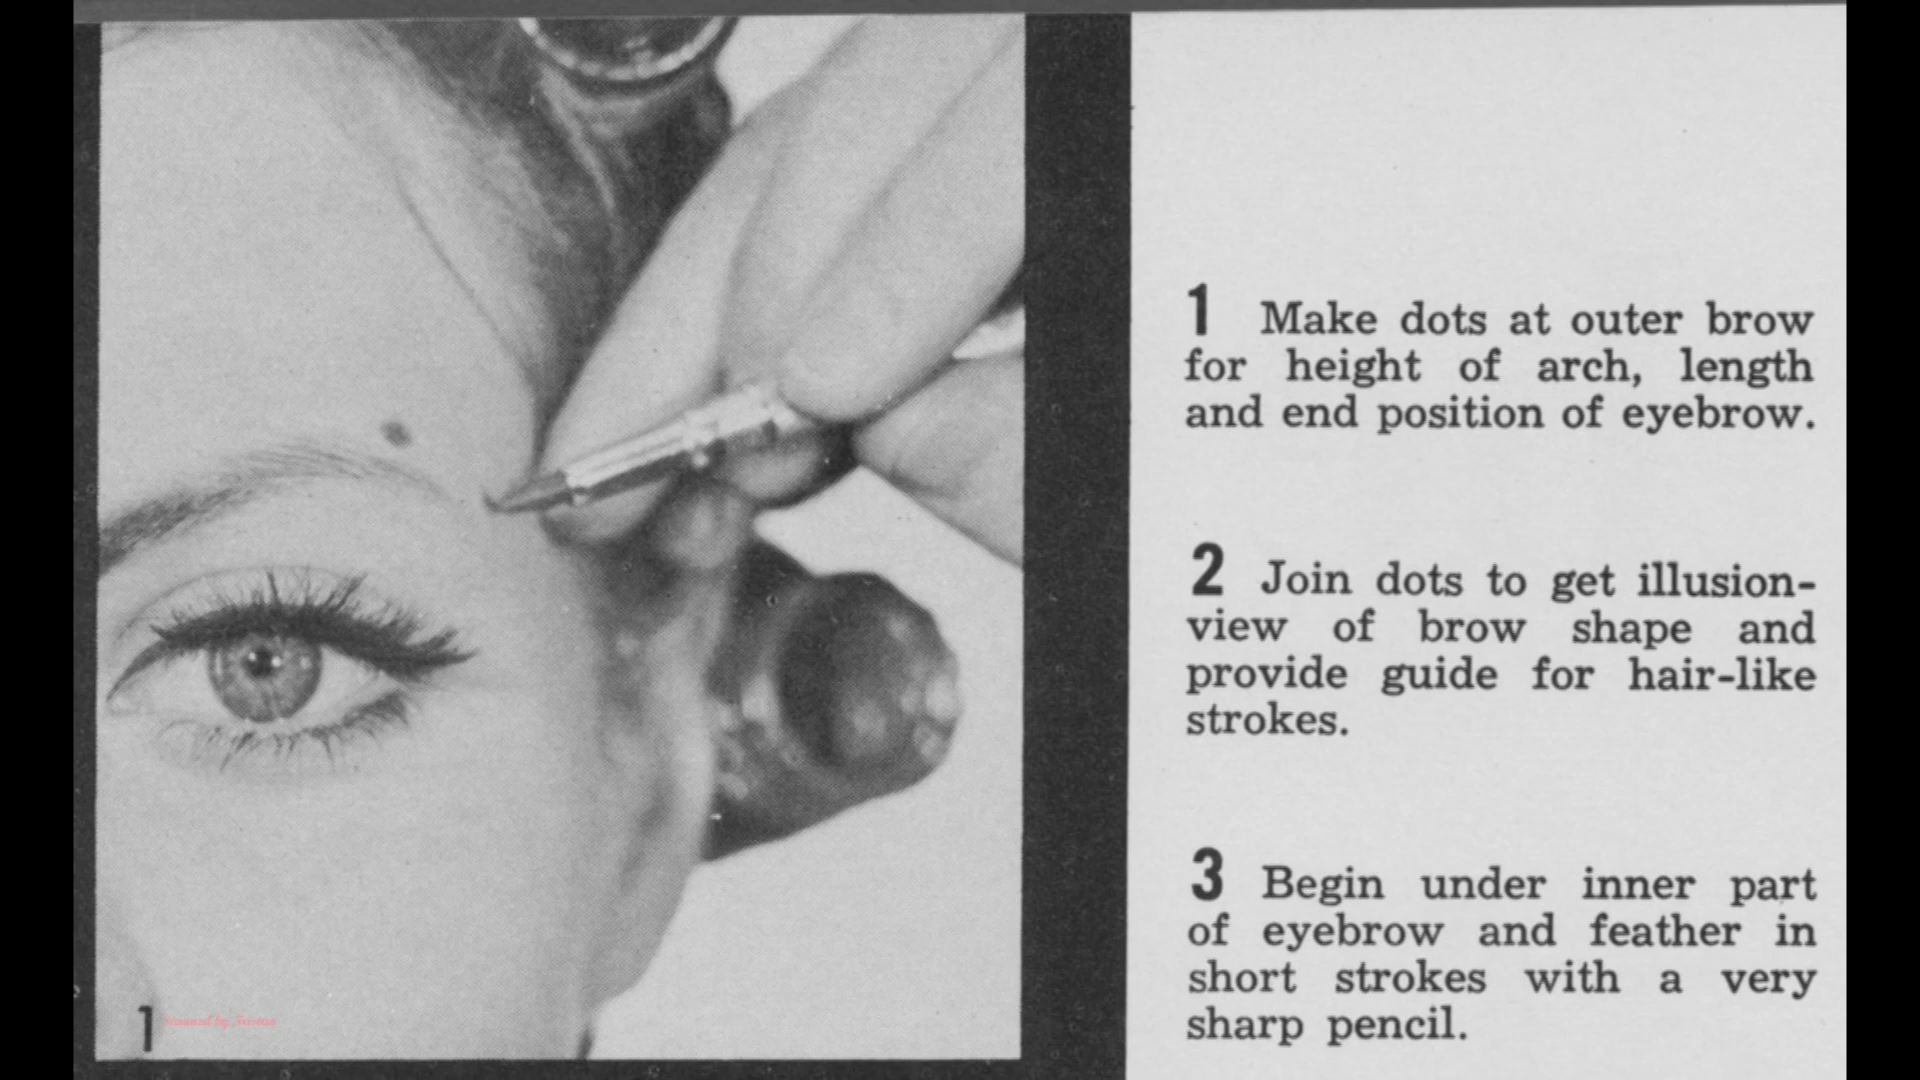 1 Make dots at outer brow
for height of arch, length
and end position of eyebrow.
2 Join dots to get illusion-
view of brow shape and
provide guide for hair-like
strokes.
3 Begin under inner part
of eyebrow and feather in
short strokes with a very
sharp pencil.
1